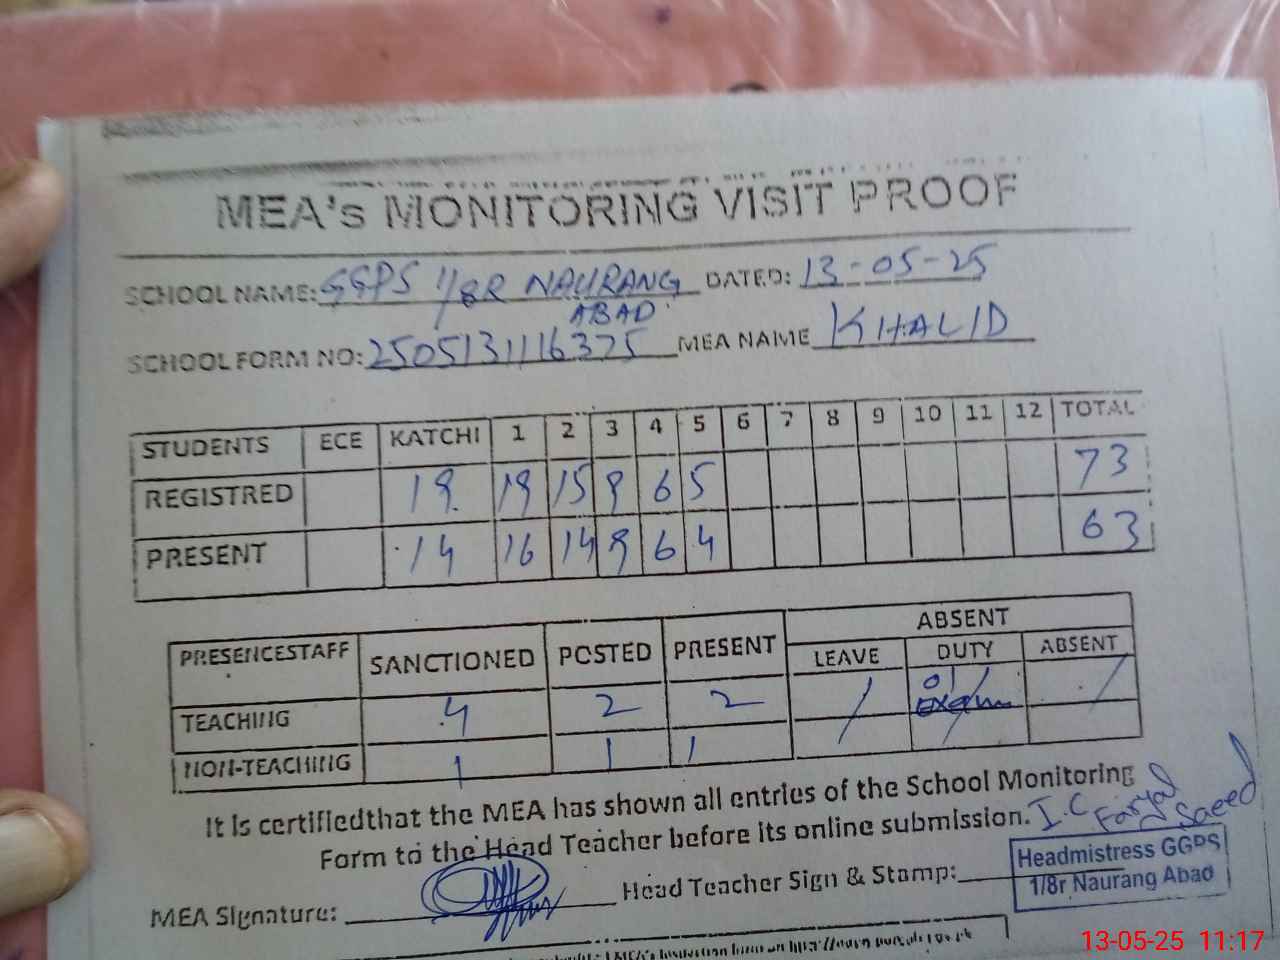 MEA's MONITORING VISIT PROOF
SCHOOL NAME: GGPS 1/8R NAURANG ABAD DATED: 13-05-25
SCHOOL FORM NO: 2505131116375 MEA NAME KHALID
STUDENTS ECE KATCHI 1 2 3 4 5 6 7 8 9 10 11 12 TOTAL
REGISTRED 19 19 15 9 6 5 73
PRESENT 14 16 14 9 6 4 63
ABSENT
PRESENCESTAFF SANCTIONED POSTED PRESENT LEAVE DUTY ABSENT
TEACHING 4 2 2 /  /
NON-TEACHING 1 1 1
It is certifiedthat the MEA has shown all entries of the School Monitoring
Form to the Head Teacher before its online submission. I.C Faryal Saeed
MEA Signature: Head Teacher Sign & Stamp:
Headmistress GGPS
1/8r Naurang Abad
13-05-25 11:17